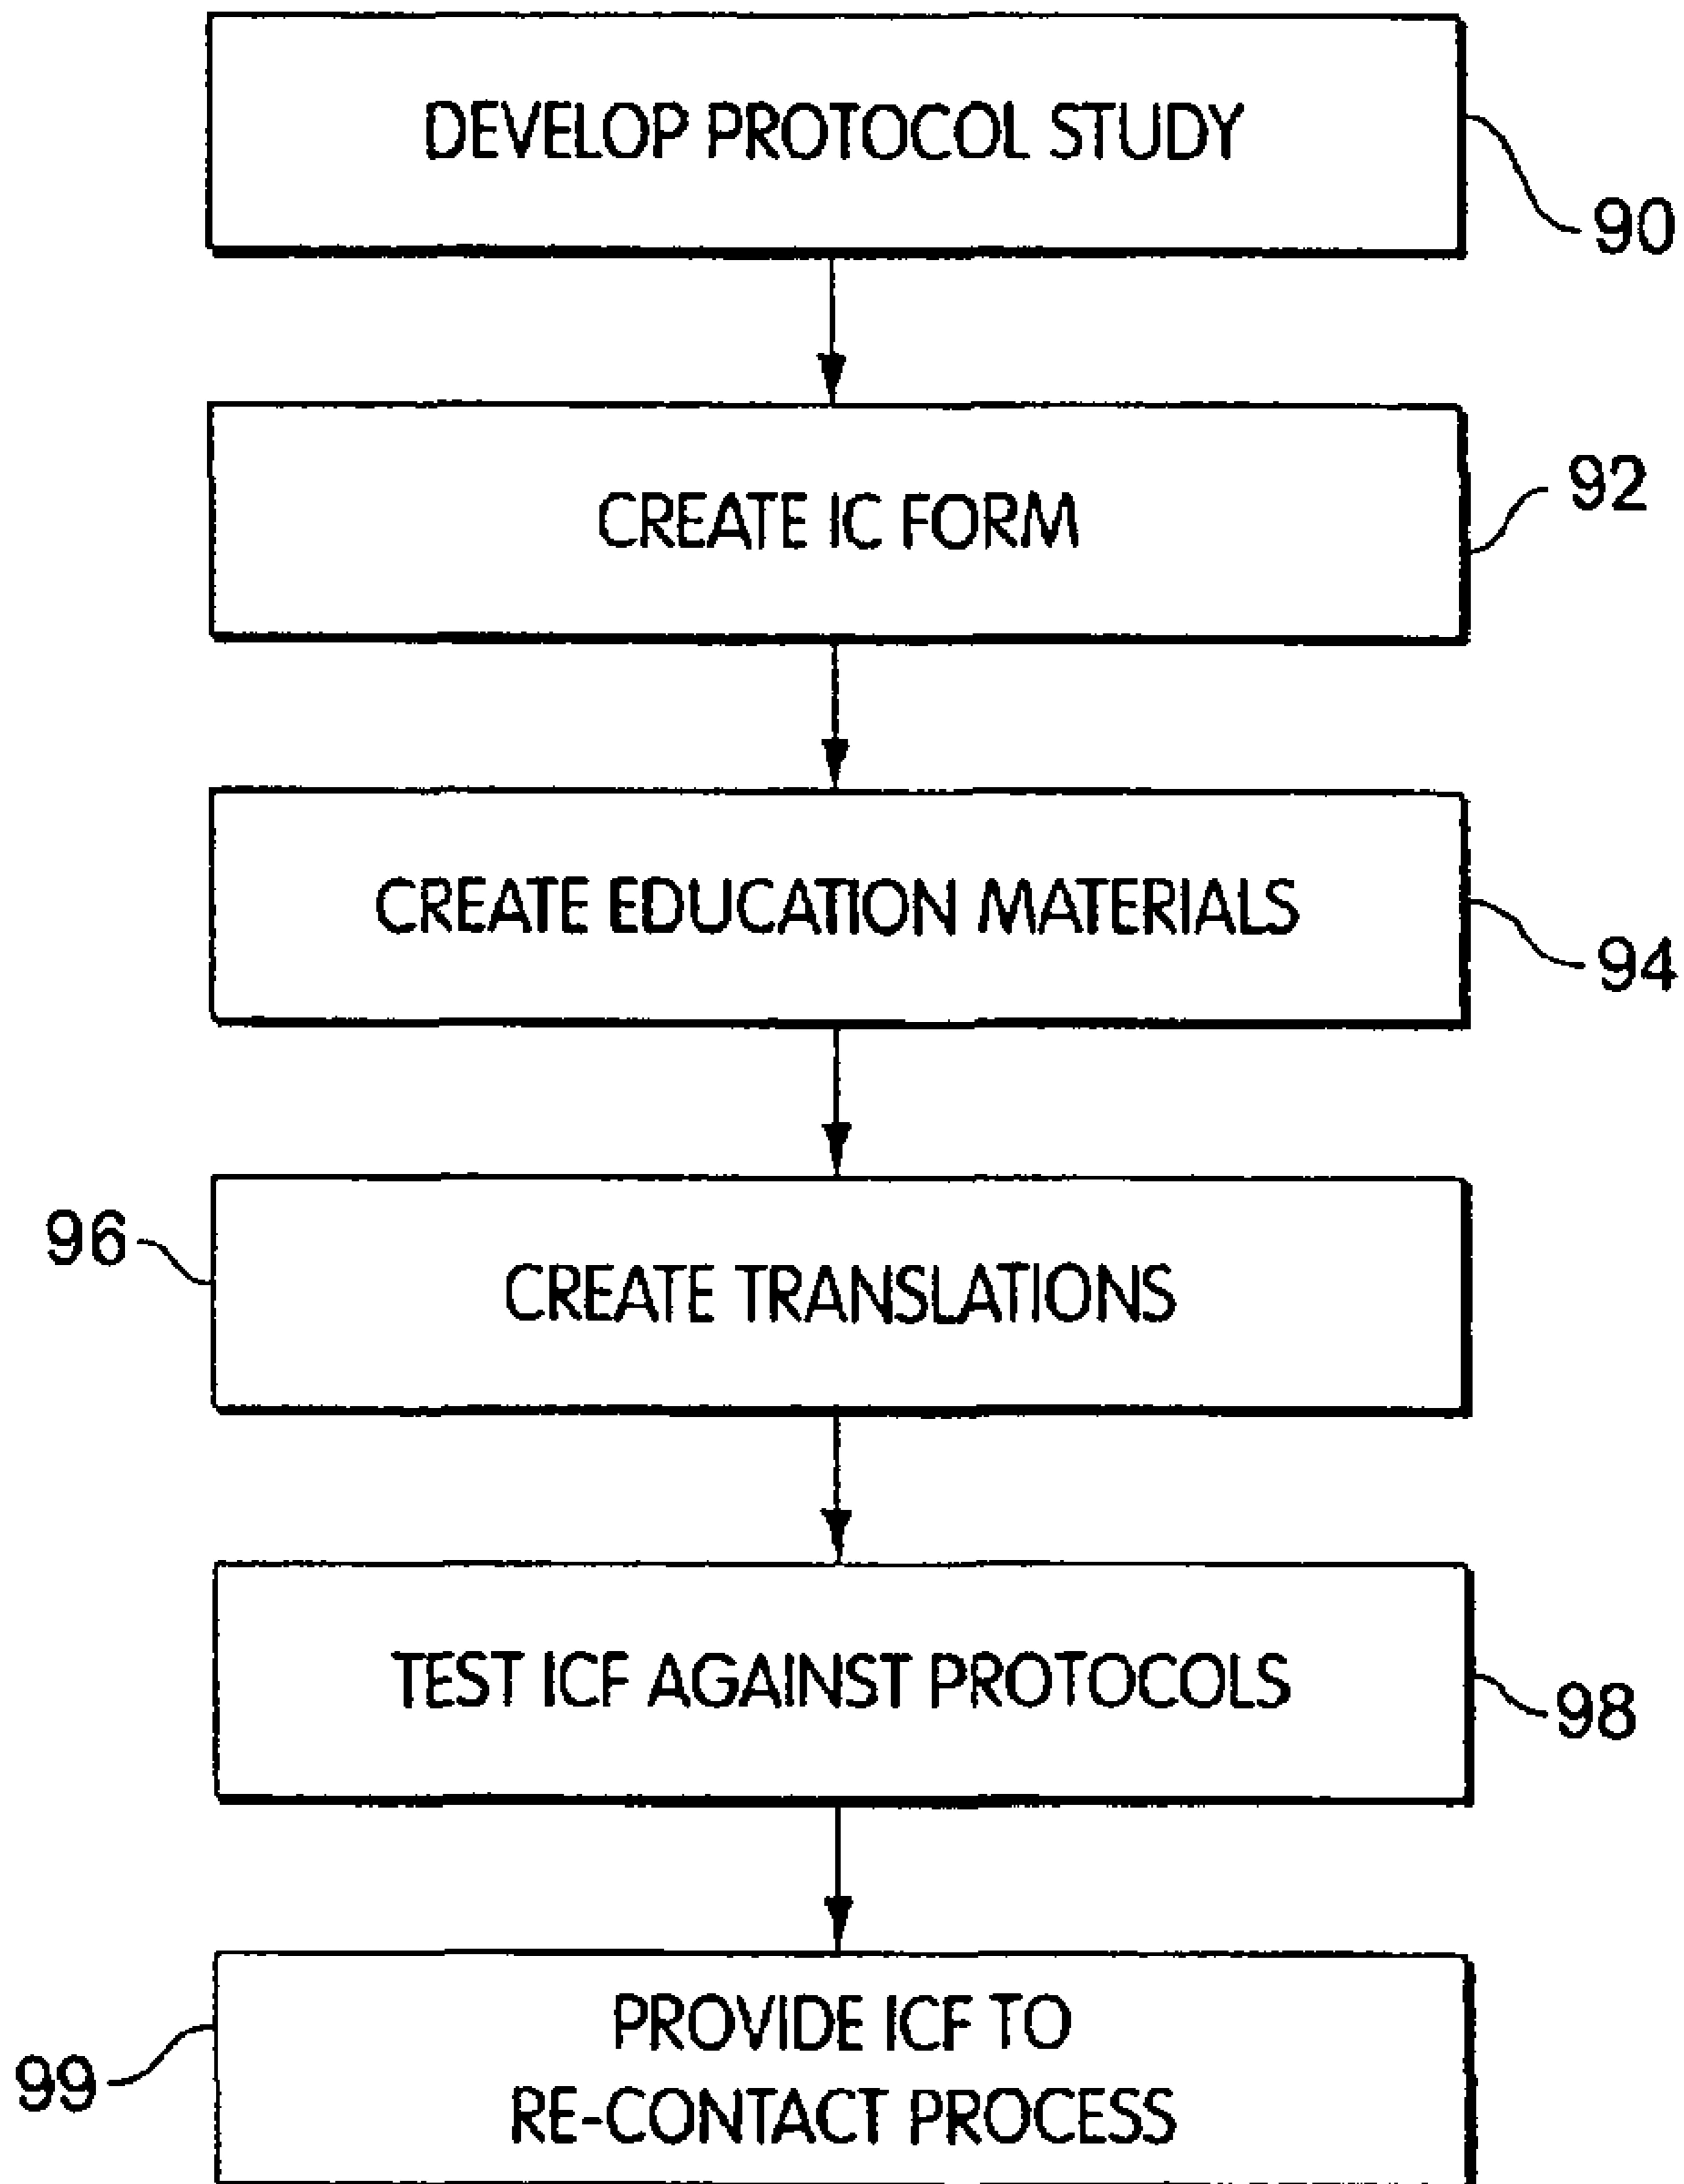 DEVELOP PROTOCOL STUDY
90
CREATE IC FORM
92
CREATE EDUCATION MATERIALS
94
96
CREATE TRANSLATIONS
TEST ICF AGAINST PROTOCOLS
98
PROVIDE ICF TO
RE-CONTACT PROCESS
99